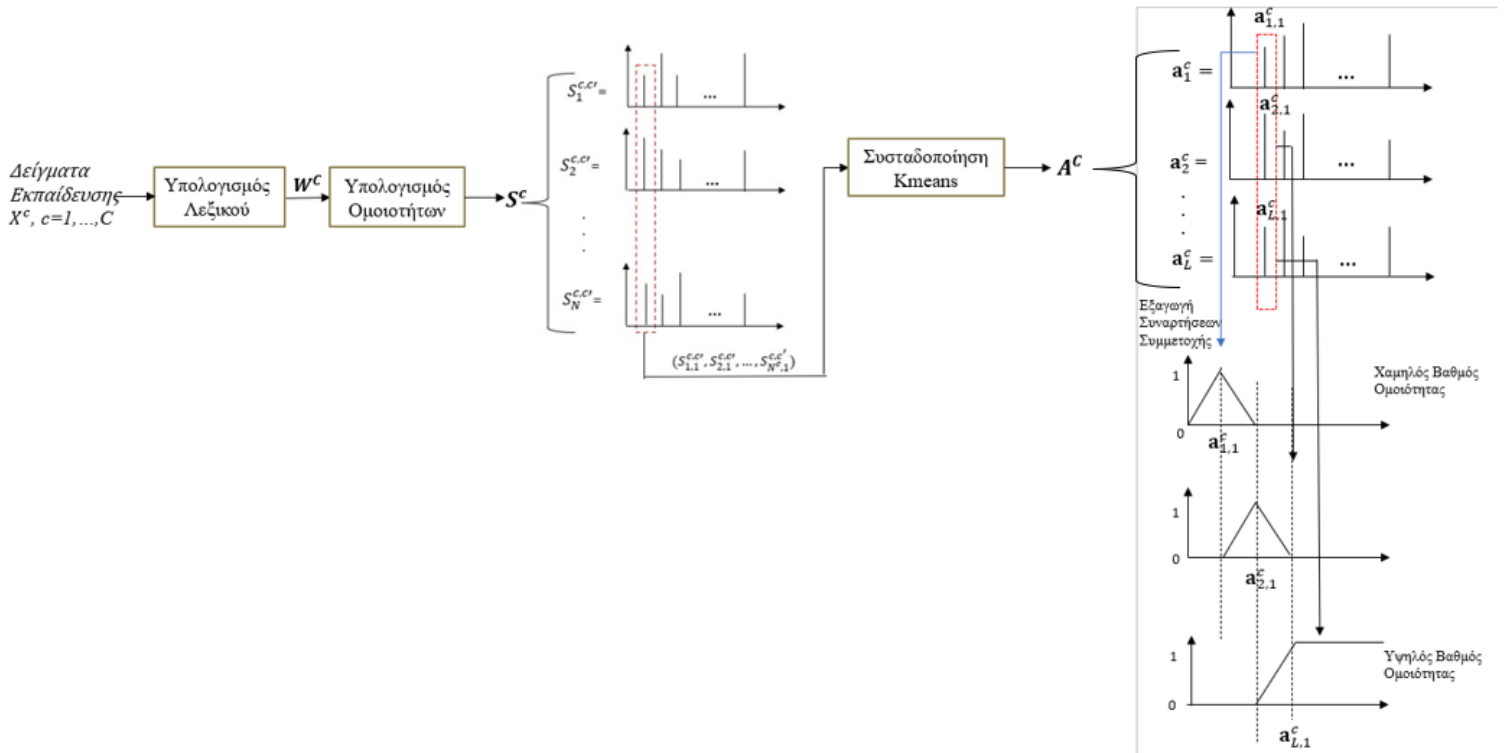 Δείγματα
Εκπαίδευσης
X^c, c=1,...,C
Υπολογισμός
Λεξικού
W^c
Υπολογισμός
Ομοιοτήτων
S^c
S_1^{c,c'}=
...
S_2^{c,c'}=
...
.
.
.
S_N^{c,c'}=
...
(S_{1,1}^{c,c'}, S_{2,1}^{c,c'}, ..., S_{N^c,1}^{c,c'})
Συσταδοποίηση
Kmeans
A^C
a_{1,1}^c
a_1^c =
...
a_{2,1}^c
a_2^c =
...
.
.
.
a_{L,1}^c
a_L^c =
...
Εξαγωγή
Συναρτήσεων
Συμμετοχής
1
0
a_{1,1}^c
Χαμηλός Βαθμός
Ομοιότητας
1
0
a_{2,1}^c
1
0
a_{L,1}^c
Υψηλός Βαθμός
Ομοιότητας